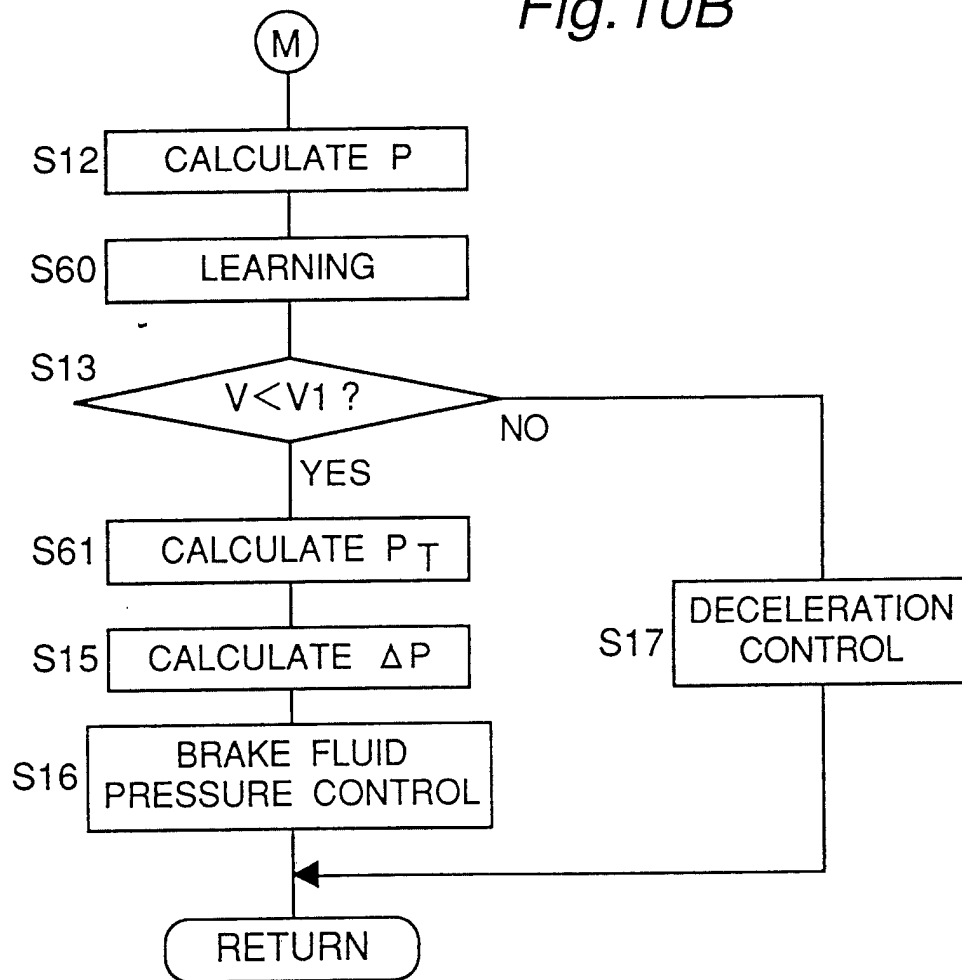 Fig. 10B
M
S12 CALCULATE P
S60 LEARNING
S13 V<V1 ?
NO
YES
S61 CALCULATE PT
S15 CALCULATE ΔP
S17 DECELERATION
CONTROL
S16 BRAKE FLUID
PRESSURE CONTROL
RETURN